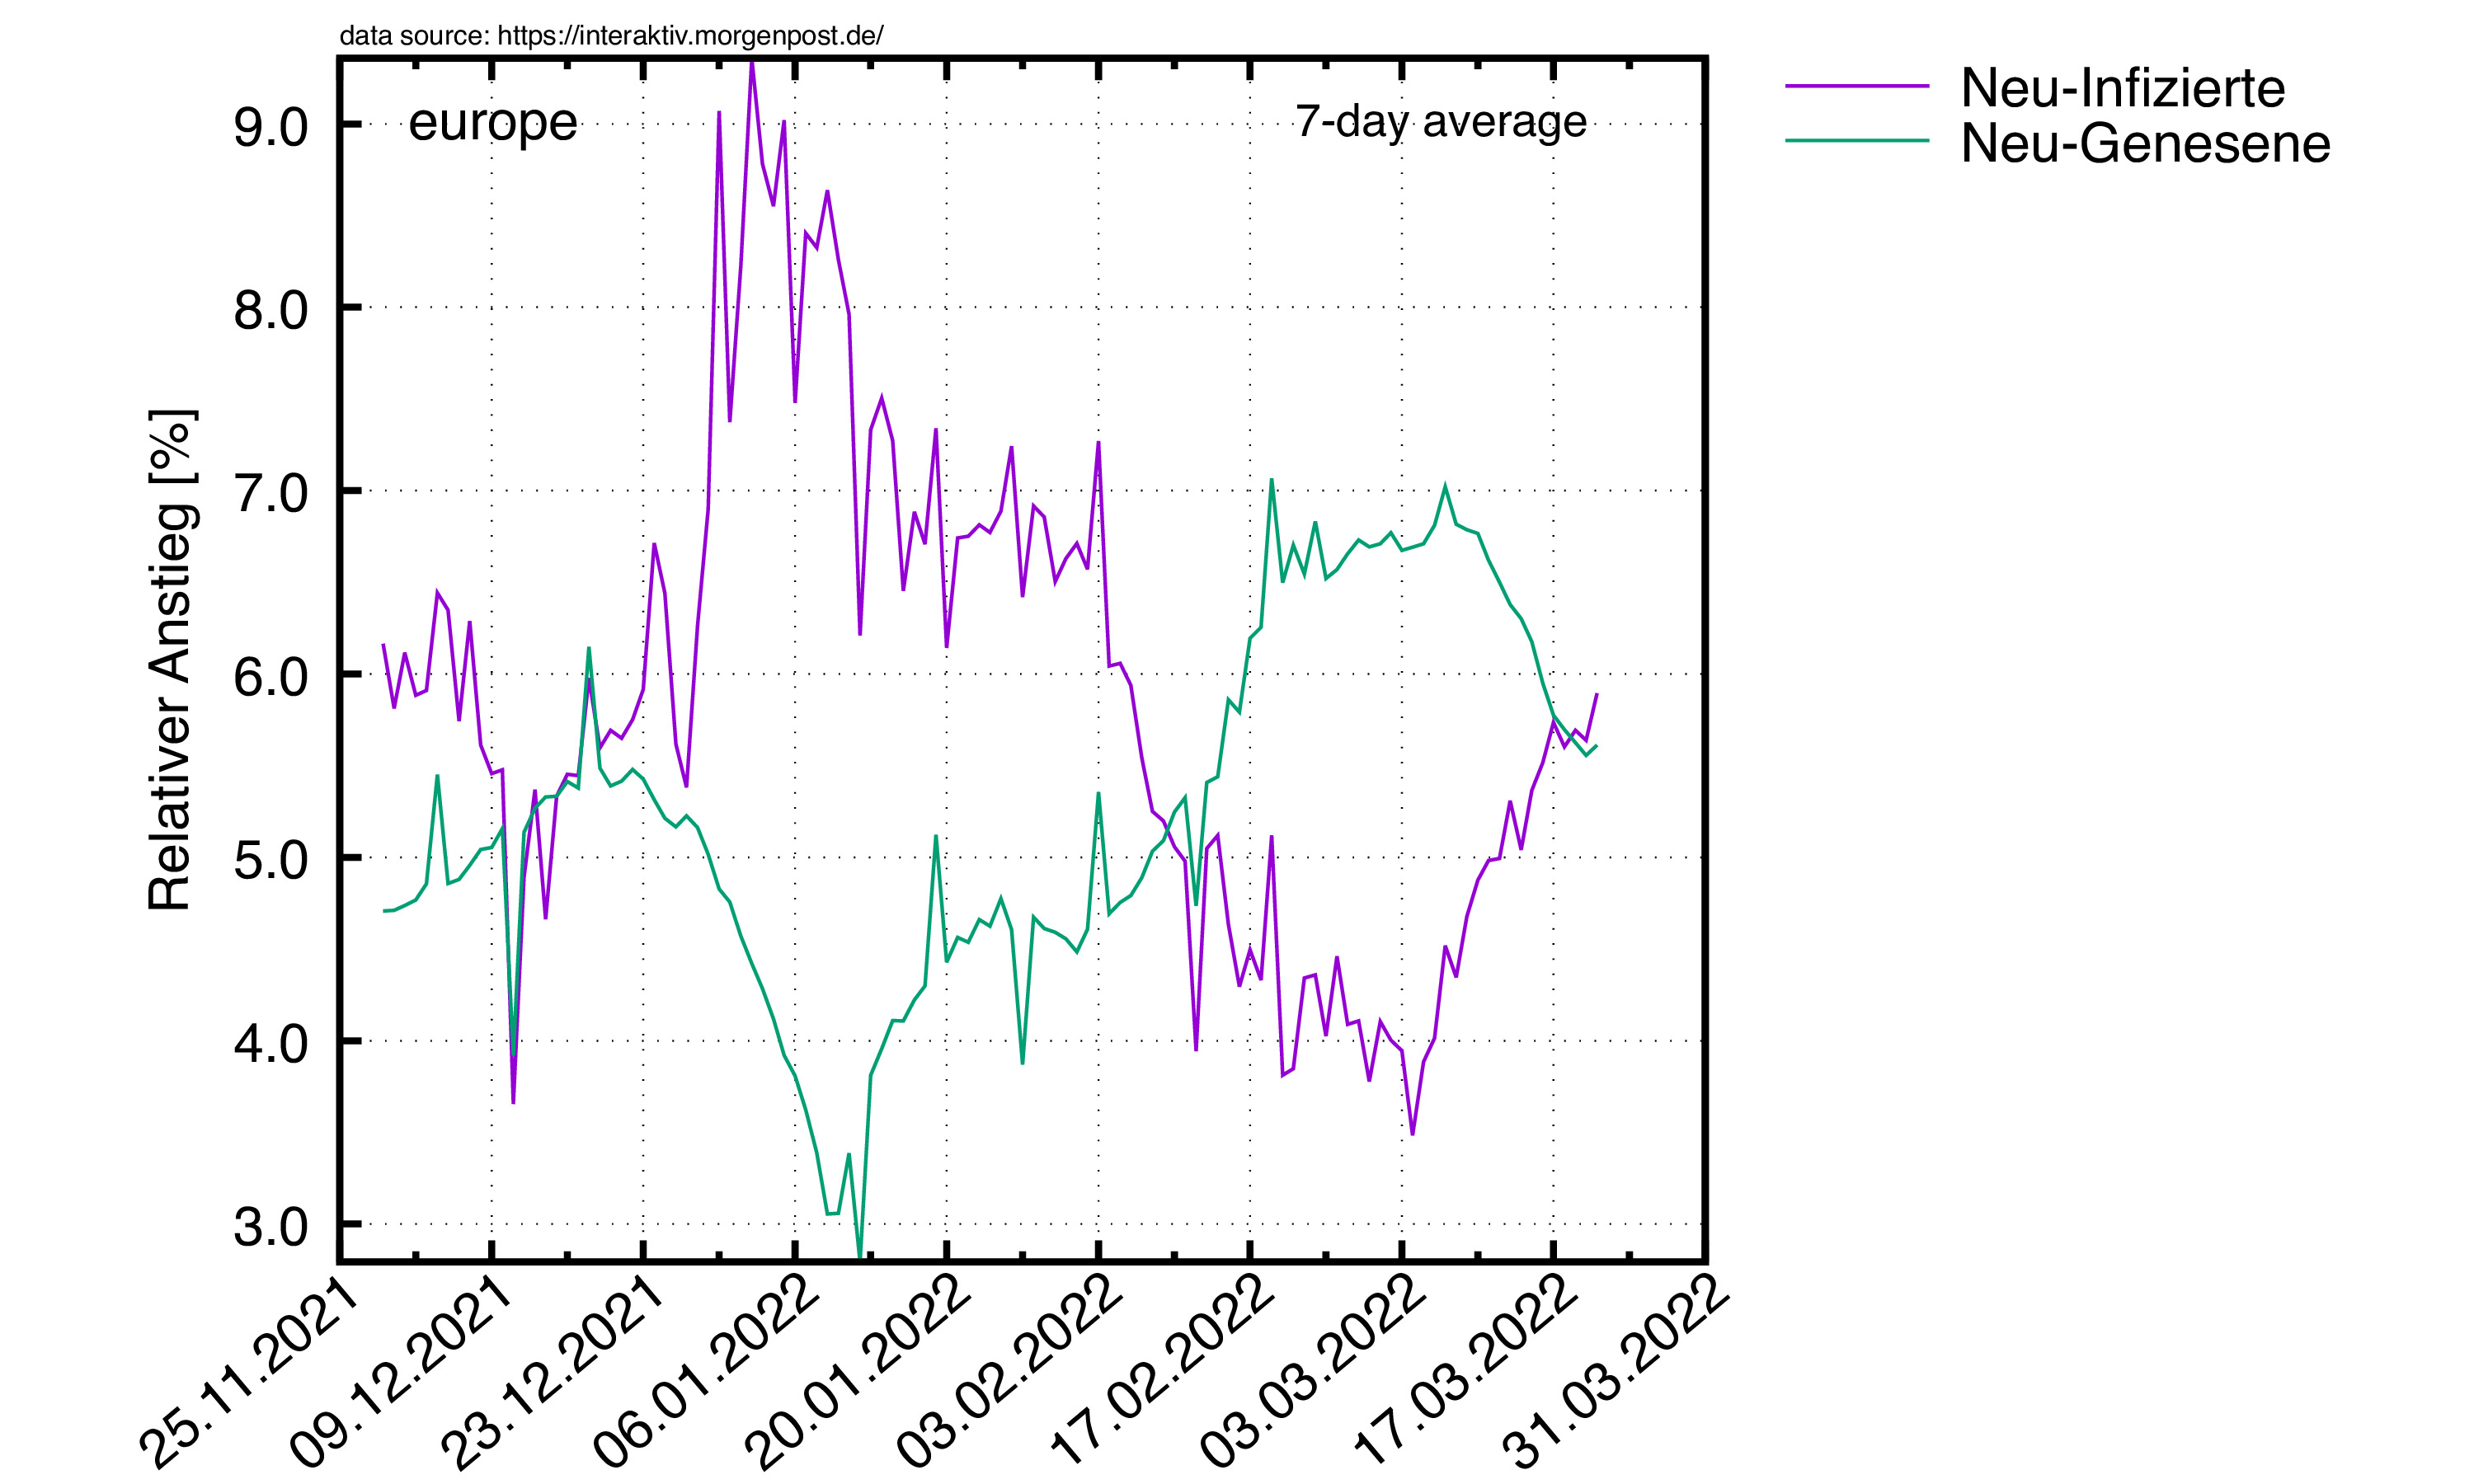 data source: https://interaktiv.morgenpost.de/
europe
7-day average
Neu-Infizierte
Neu-Genesene
Relativer Anstieg [%]
9.0
8.0
7.0
6.0
5.0
4.0
3.0
25.11.2021
09.12.2021
23.12.2021
06.01.2022
20.01.2022
03.02.2022
17.02.2022
03.03.2022
17.03.2022
31.03.2022